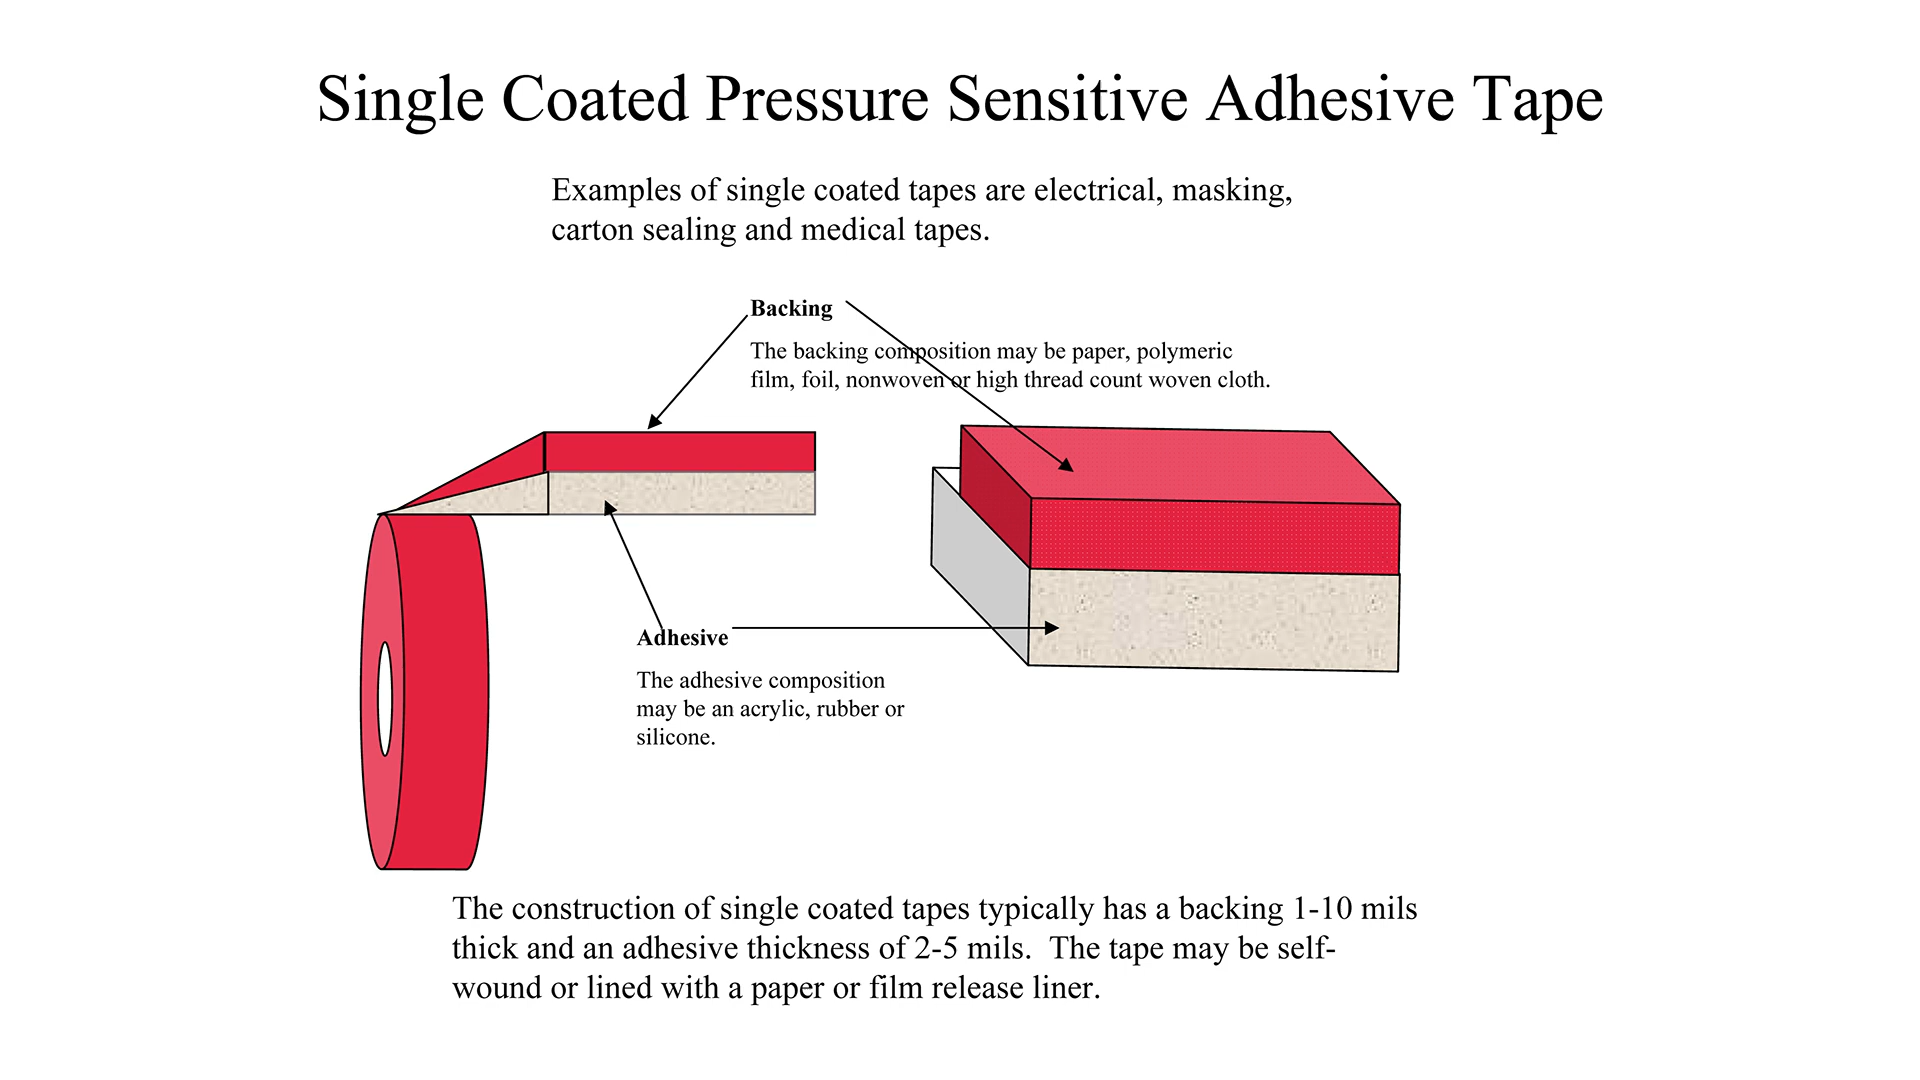 Single Coated Pressure Sensitive Adhesive Tape
Examples of single coated tapes are electrical, masking,
carton sealing and medical tapes.
Backing
The backing composition may be paper, polymeric
film, foil, nonwoven or high thread count woven cloth.
Adhesive
The adhesive composition
may be an acrylic, rubber or
silicone.
The construction of single coated tapes typically has a backing 1-10 mils
thick and an adhesive thickness of 2-5 mils.  The tape may be self-
wound or lined with a paper or film release liner.